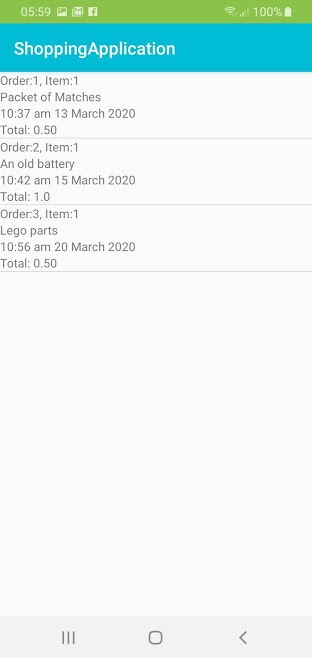 05:59
100%
ShoppingApplication
Order:1, Item:1
Packet of Matches
10:37 am 13 March 2020
Total: 0.50
Order:2, Item:1
An old battery
10:42 am 15 March 2020
Total: 1.0
Order:3, Item:1
Lego parts
10:56 am 20 March 2020
Total: 0.50